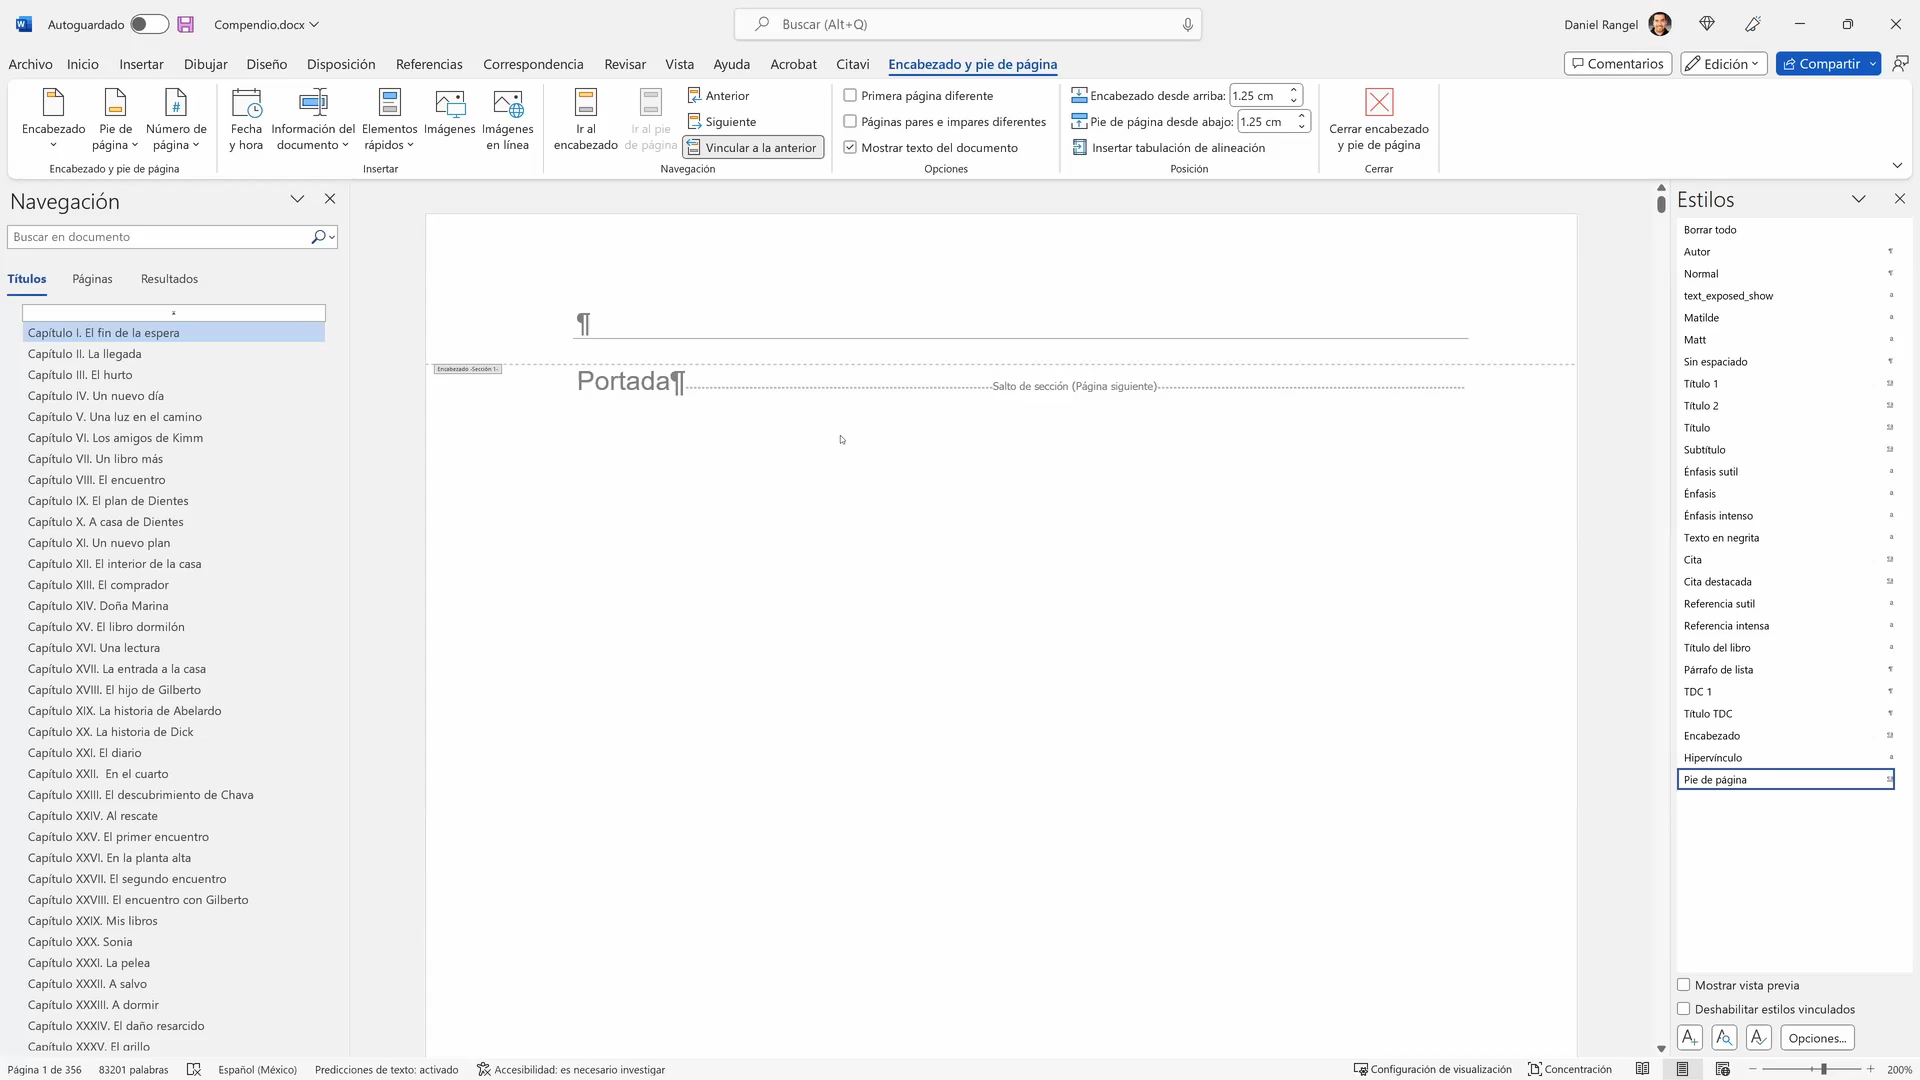 Autoguardado
Compendio.docx
Buscar (Alt+Q)
Daniel Rangel
Archivo Inicio Insertar Dibujar Diseño Disposición Referencias Correspondencia Revisar Vista Ayuda Acrobat Citavi Encabezado y pie de página
Comentarios
Edición
Compartir
Encabezado
Pie de página
Número de página
Encabezado y pie de página
Fecha y hora
Información del documento
Elementos rápidos
Imágenes
Imágenes en línea
Insertar
Ir al encabezado
Ir al pie de página
Anterior
Siguiente
Vincular a la anterior
Navegación
Primera página diferente
Páginas pares e impares diferentes
Mostrar texto del documento
Opciones
Encabezado desde arriba: 1.25 cm
Pie de página desde abajo: 1.25 cm
Insertar tabulación de alineación
Posición
Cerrar encabezado y pie de página
Cerrar
Navegación
Buscar en documento
Títulos Páginas Resultados
Capítulo I. El fin de la espera
Capítulo II. La llegada
Capítulo III. El hurto
Capítulo IV. Un nuevo día
Capítulo V. Una luz en el camino
Capítulo VI. Los amigos de Kimm
Capítulo VII. Un libro más
Capítulo VIII. El encuentro
Capítulo IX. El plan de Dientes
Capítulo X. A casa de Dientes
Capítulo XI. Un nuevo plan
Capítulo XII. El interior de la casa
Capítulo XIII. El comprador
Capítulo XIV. Doña Marina
Capítulo XV. El libro dormilón
Capítulo XVI. Una lectura
Capítulo XVII. La entrada a la casa
Capítulo XVIII. El hijo de Gilberto
Capítulo XIX. La historia de Abelardo
Capítulo XX. La historia de Dick
Capítulo XXI. El diario
Capítulo XXII. En el cuarto
Capítulo XXIII. El descubrimiento de Chava
Capítulo XXIV. Al rescate
Capítulo XXV. El primer encuentro
Capítulo XXVI. En la planta alta
Capítulo XXVII. El segundo encuentro
Capítulo XXVIII. El encuentro con Gilberto
Capítulo XXIX. Mis libros
Capítulo XXX. Sonia
Capítulo XXXI. La pelea
Capítulo XXXII. A salvo
Capítulo XXXIII. A dormir
Capítulo XXXIV. El daño resarcido
Capítulo XXXV. El grillo
¶
Encabezado -Sección 1-
Portada¶
Salto de sección (Página siguiente)
Estilos
Borrar todo
Autor
Normal
text_exposed_show
Matilde
Matt
Sin espaciado
Título 1
Título 2
Título
Subtítulo
Énfasis sutil
Énfasis
Énfasis intenso
Texto en negrita
Cita
Cita destacada
Referencia sutil
Referencia intensa
Título del libro
Párrafo de lista
TDC 1
Título TDC
Encabezado
Hipervínculo
Pie de página
Mostrar vista previa
Deshabilitar estilos vinculados
Opciones...
Página 1 de 356
83201 palabras
Español (México)
Predicciones de texto: activado
Accesibilidad: es necesario investigar
Configuración de visualización
Concentración
200%